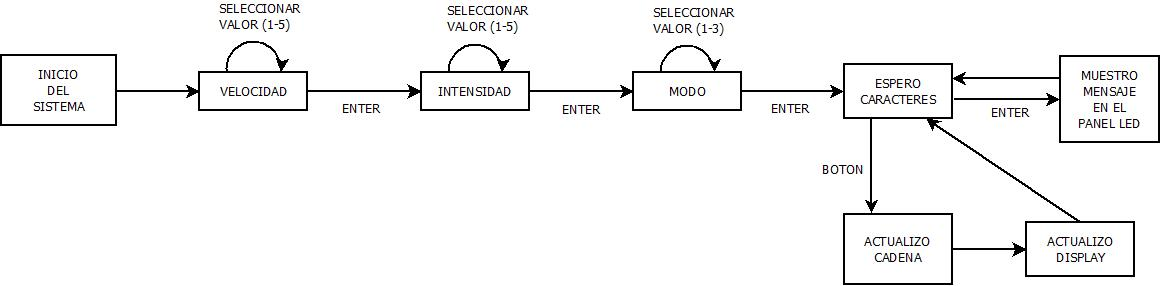 INICIO
DEL
SISTEMA
SELECCIONAR
VALOR (1-5)
VELOCIDAD
ENTER
SELECCIONAR
VALOR (1-5)
INTENSIDAD
ENTER
SELECCIONAR
VALOR (1-3)
MODO
ENTER
ESPERO
CARACTERES
ENTER
MUESTRO
MENSAJE
EN EL
PANEL LED
BOTON
ACTUALIZO
CADENA
ACTUALIZO
DISPLAY